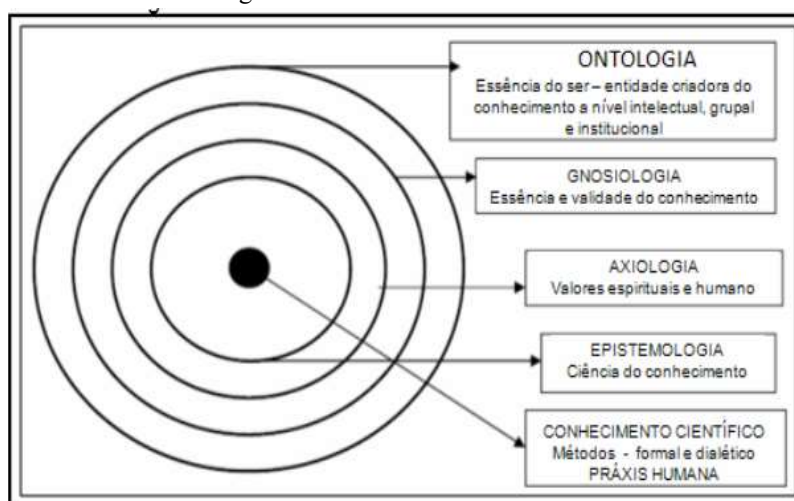 ONTOLOGIA
Essência do ser – entidade criadora do
conhecimento a nível intelectual, grupal
e institucional
GNOSIOLOGIA
Essência e validade do conhecimento
AXIOLOGIA
Valores espirituais e humano
EPISTEMOLOGIA
Ciência do conhecimento
CONHECIMENTO CIENTÍFICO
Métodos - formal e dialético
PRÁXIS HUMANA